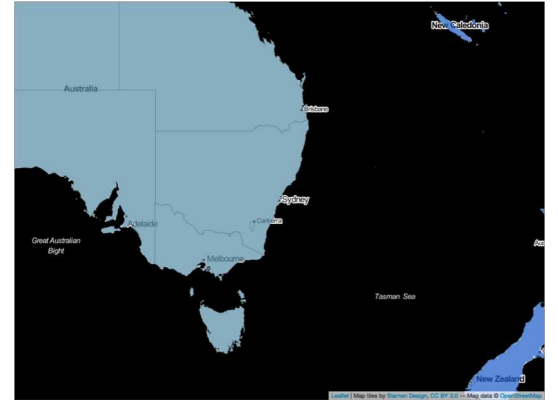 New Caledonia
Australia
Brisbane
Sydney
Canberra
Adelaide
Great Australian
Bight
Melbourne
Tasman Sea
New Zealand
Leaflet | Map tiles by Stamen Design, CC BY 3.0 — Map data © OpenStreetMap